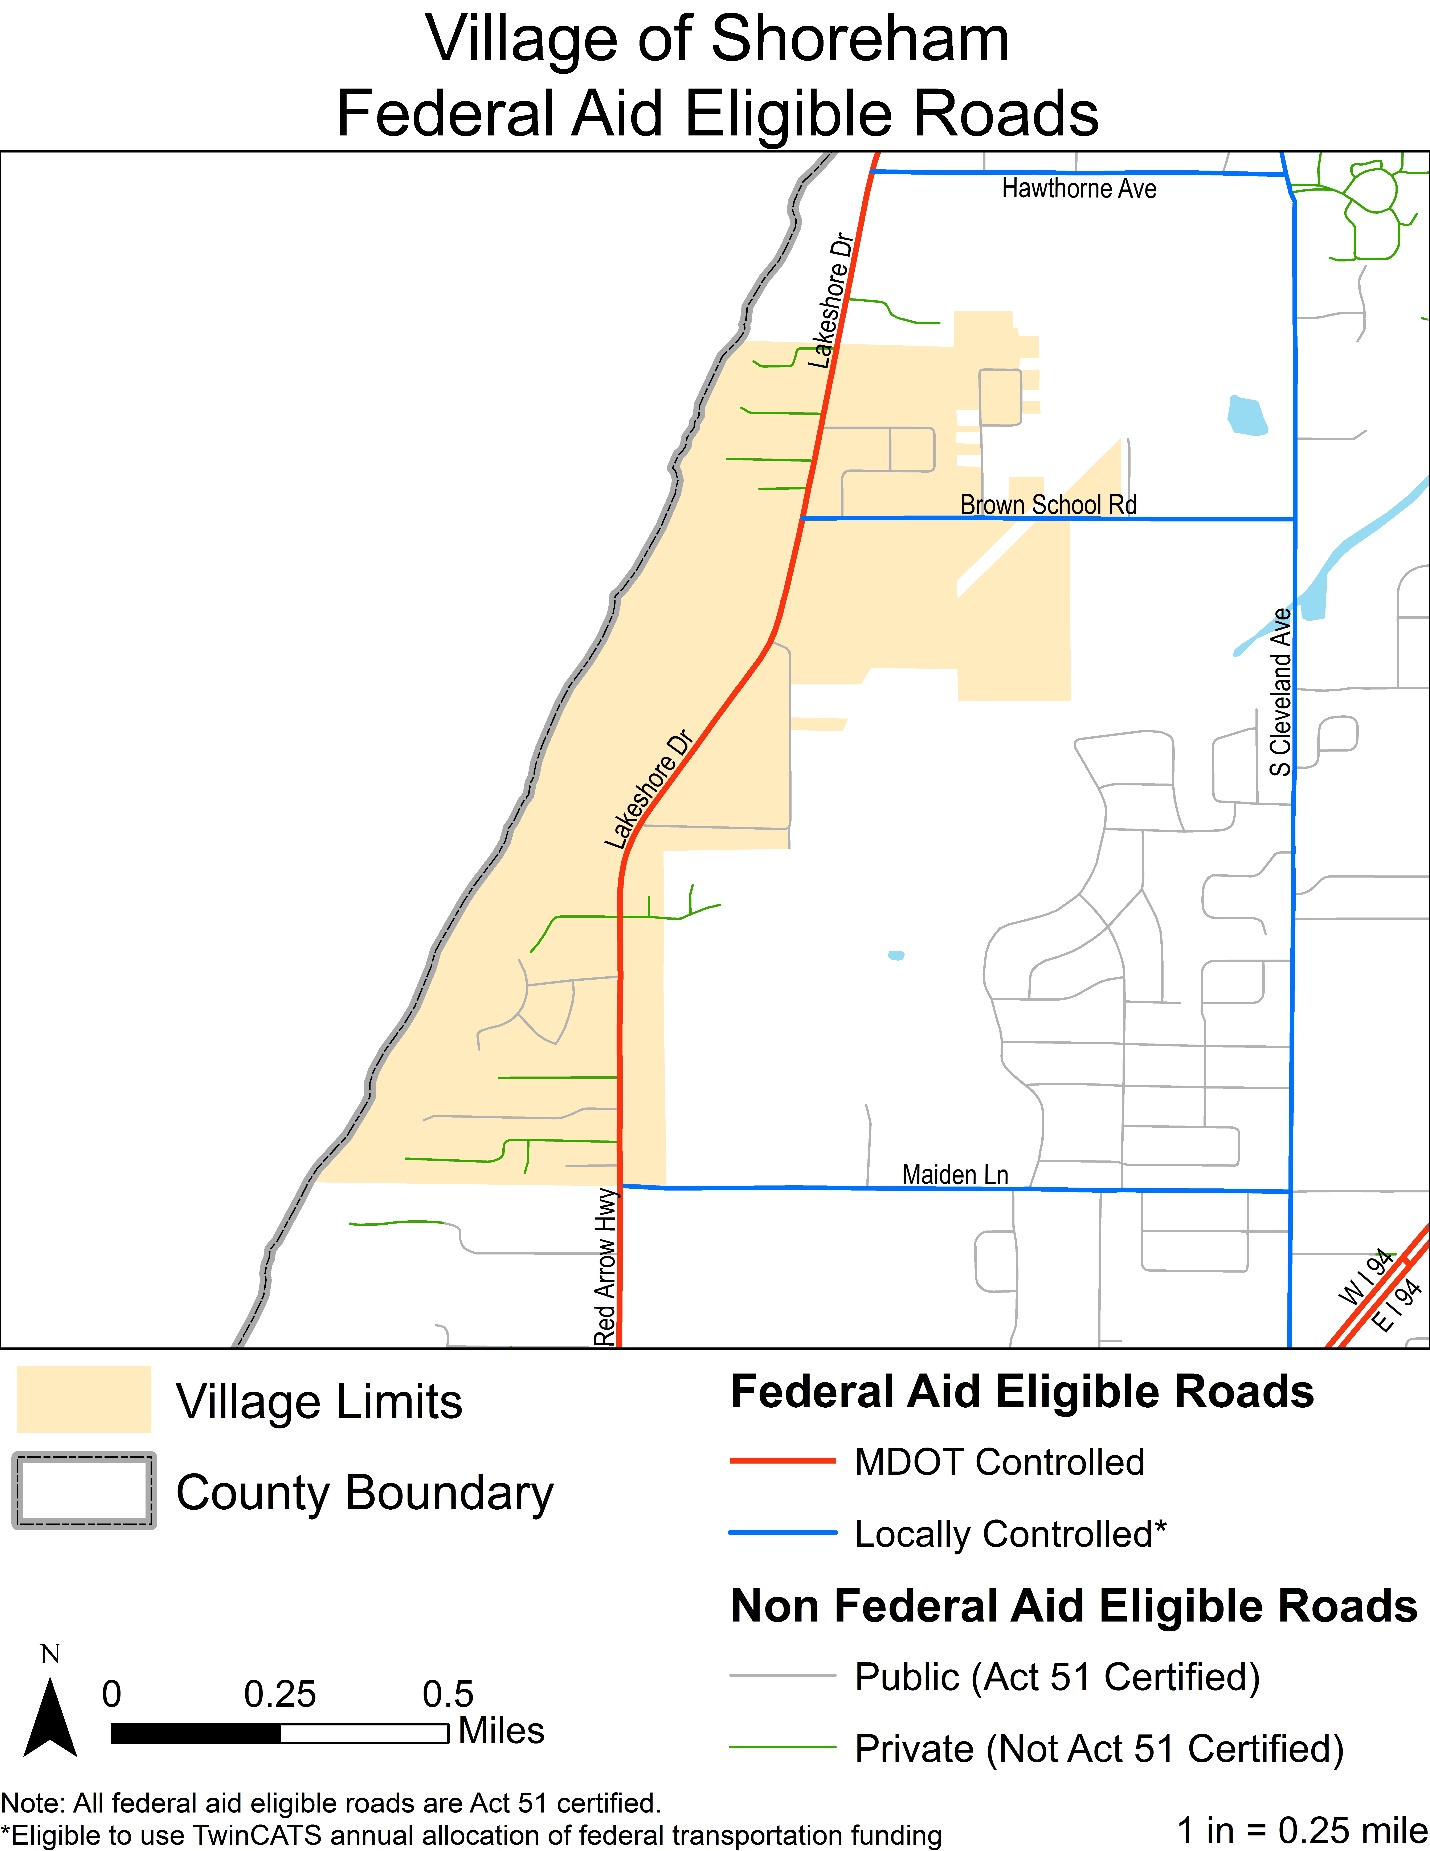 Village of Shoreham
Federal Aid Eligible Roads
Hawthorne Ave
Lakeshore Dr
Brown School Rd
S Cleveland Ave
Lakeshore Dr
Maiden Ln
Red Arrow Hwy
W I 94
E I 94
Village Limits
County Boundary
Federal Aid Eligible Roads
MDOT Controlled
Locally Controlled*
Non Federal Aid Eligible Roads
Public (Act 51 Certified)
Private (Not Act 51 Certified)
N
0 0.25 0.5
Miles
Note: All federal aid eligible roads are Act 51 certified.
*Eligible to use TwinCATS annual allocation of federal transportation funding
1 in = 0.25 mile